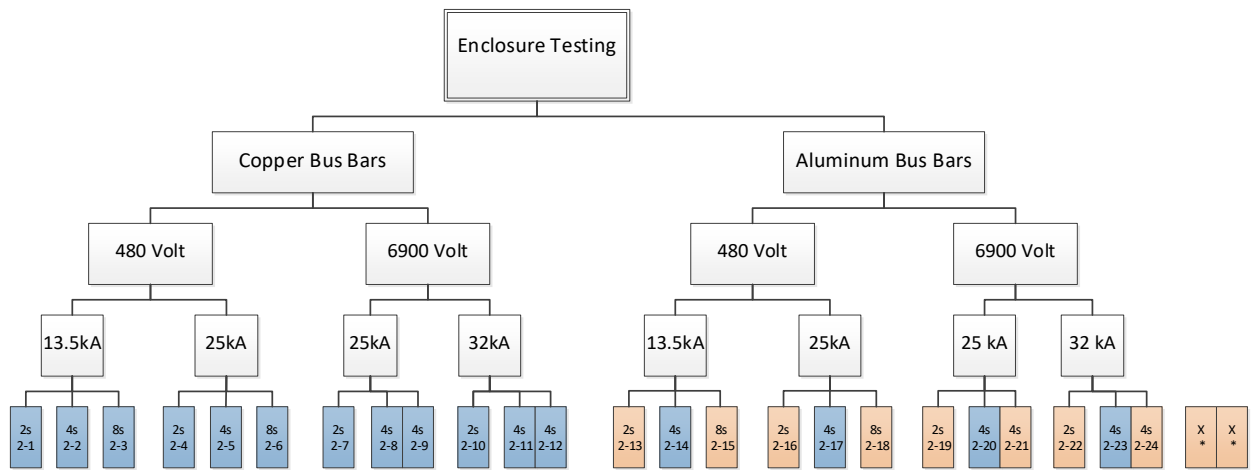 Enclosure Testing
Copper Bus Bars
Aluminum Bus Bars
480 Volt
6900 Volt
480 Volt
6900 Volt
13.5kA
25kA
25kA
32kA
13.5kA
25kA
25 kA
32 kA
2s
2-1
4s
2-2
8s
2-3
2s
2-4
4s
2-5
8s
2-6
2s
2-7
4s
2-8
4s
2-9
2s
2-10
4s
2-11
4s
2-12
2s
2-13
4s
2-14
8s
2-15
2s
2-16
4s
2-17
8s
2-18
2s
2-19
4s
2-20
4s
2-21
2s
2-22
4s
2-23
4s
2-24
X
*
X
*